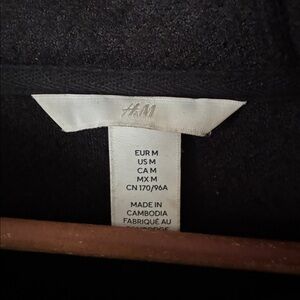 H&M
EUR M
US M
CA M
MX M
CN 170/96A
MADE IN
CAMBODIA
FABRIQUÉ AU